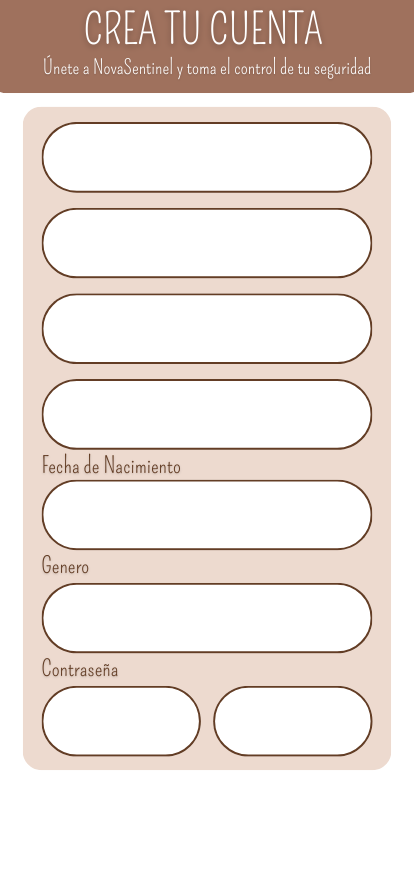 CREA TU CUENTA
Únete a NovaSentinel y toma el control de tu seguridad
Fecha de Nacimiento
Genero
Contraseña